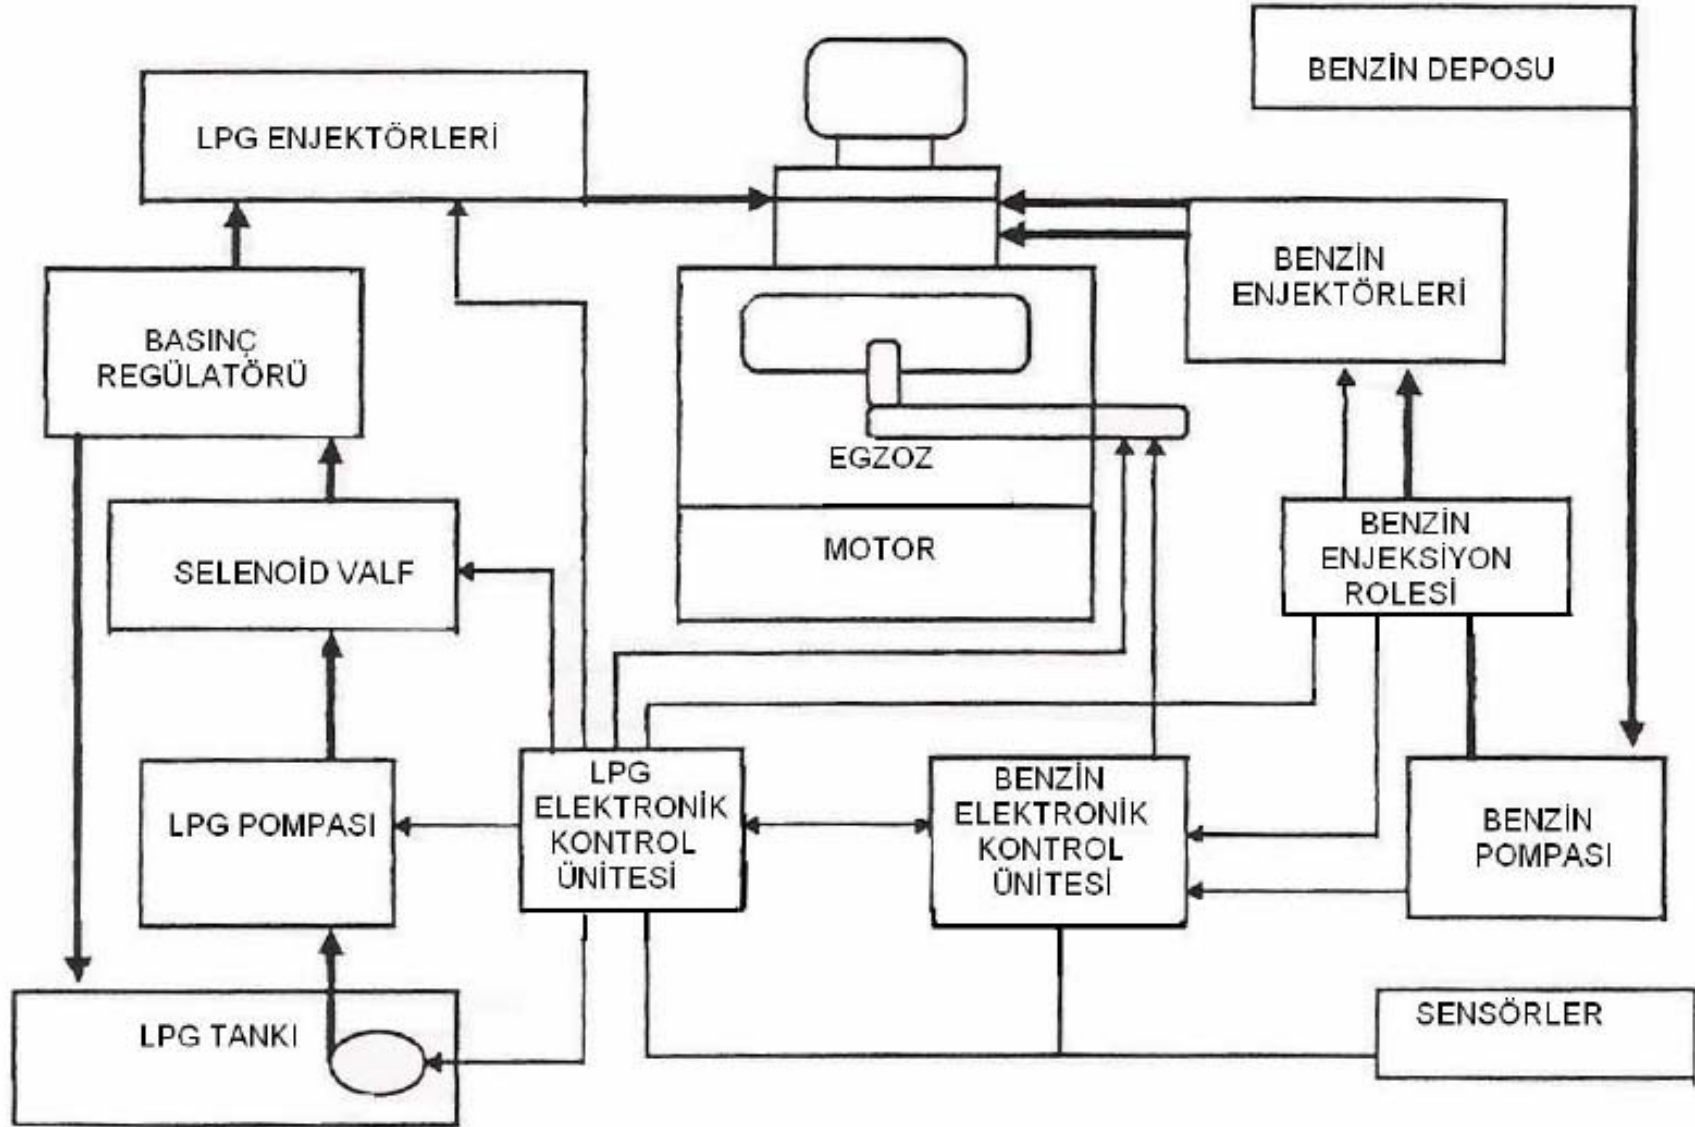 BENZİN DEPOSU
LPG ENJEKTÖRLERİ
BENZİN
ENJEKTÖRLERİ
BASINÇ
REGÜLATÖRÜ
EGZOZ
MOTOR
SELENOİD VALF
BENZİN
ENJEKSİYON
ROLESİ
LPG POMPASI
LPG
ELEKTRONİK
KONTROL
ÜNİTESİ
BENZİN
ELEKTRONİK
KONTROL
ÜNİTESİ
BENZİN
POMPASI
LPG TANKI
SENSÖRLER